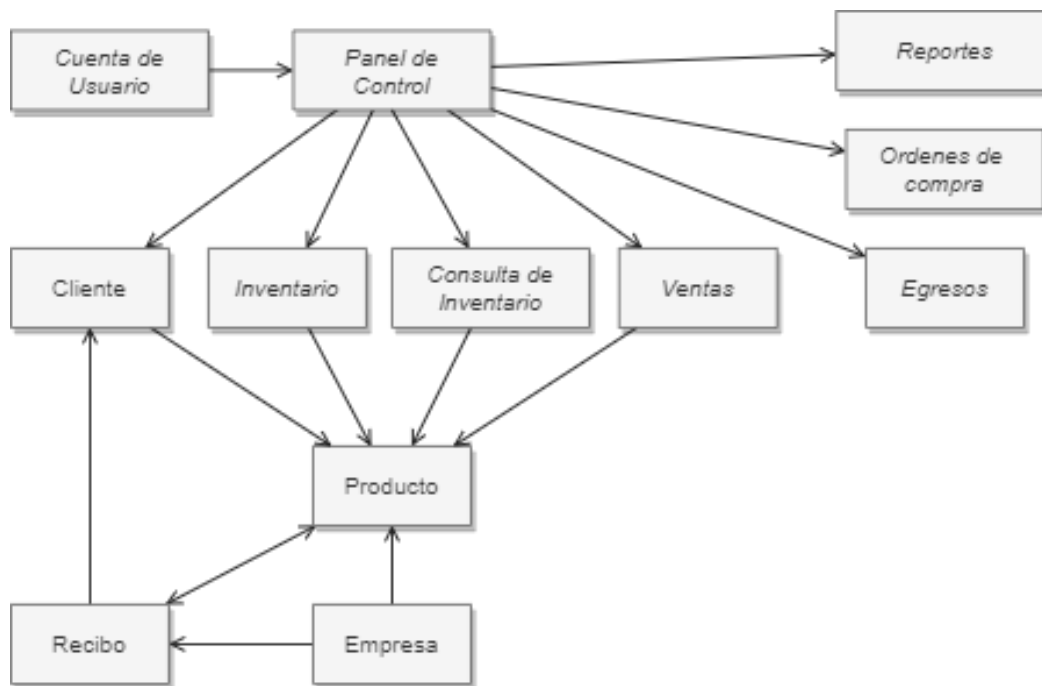 Cuenta de
Usuario
Panel de
Control
Reportes
Ordenes de
compra
Cliente
Inventario
Consulta de
Inventario
Ventas
Egresos
Producto
Recibo
Empresa